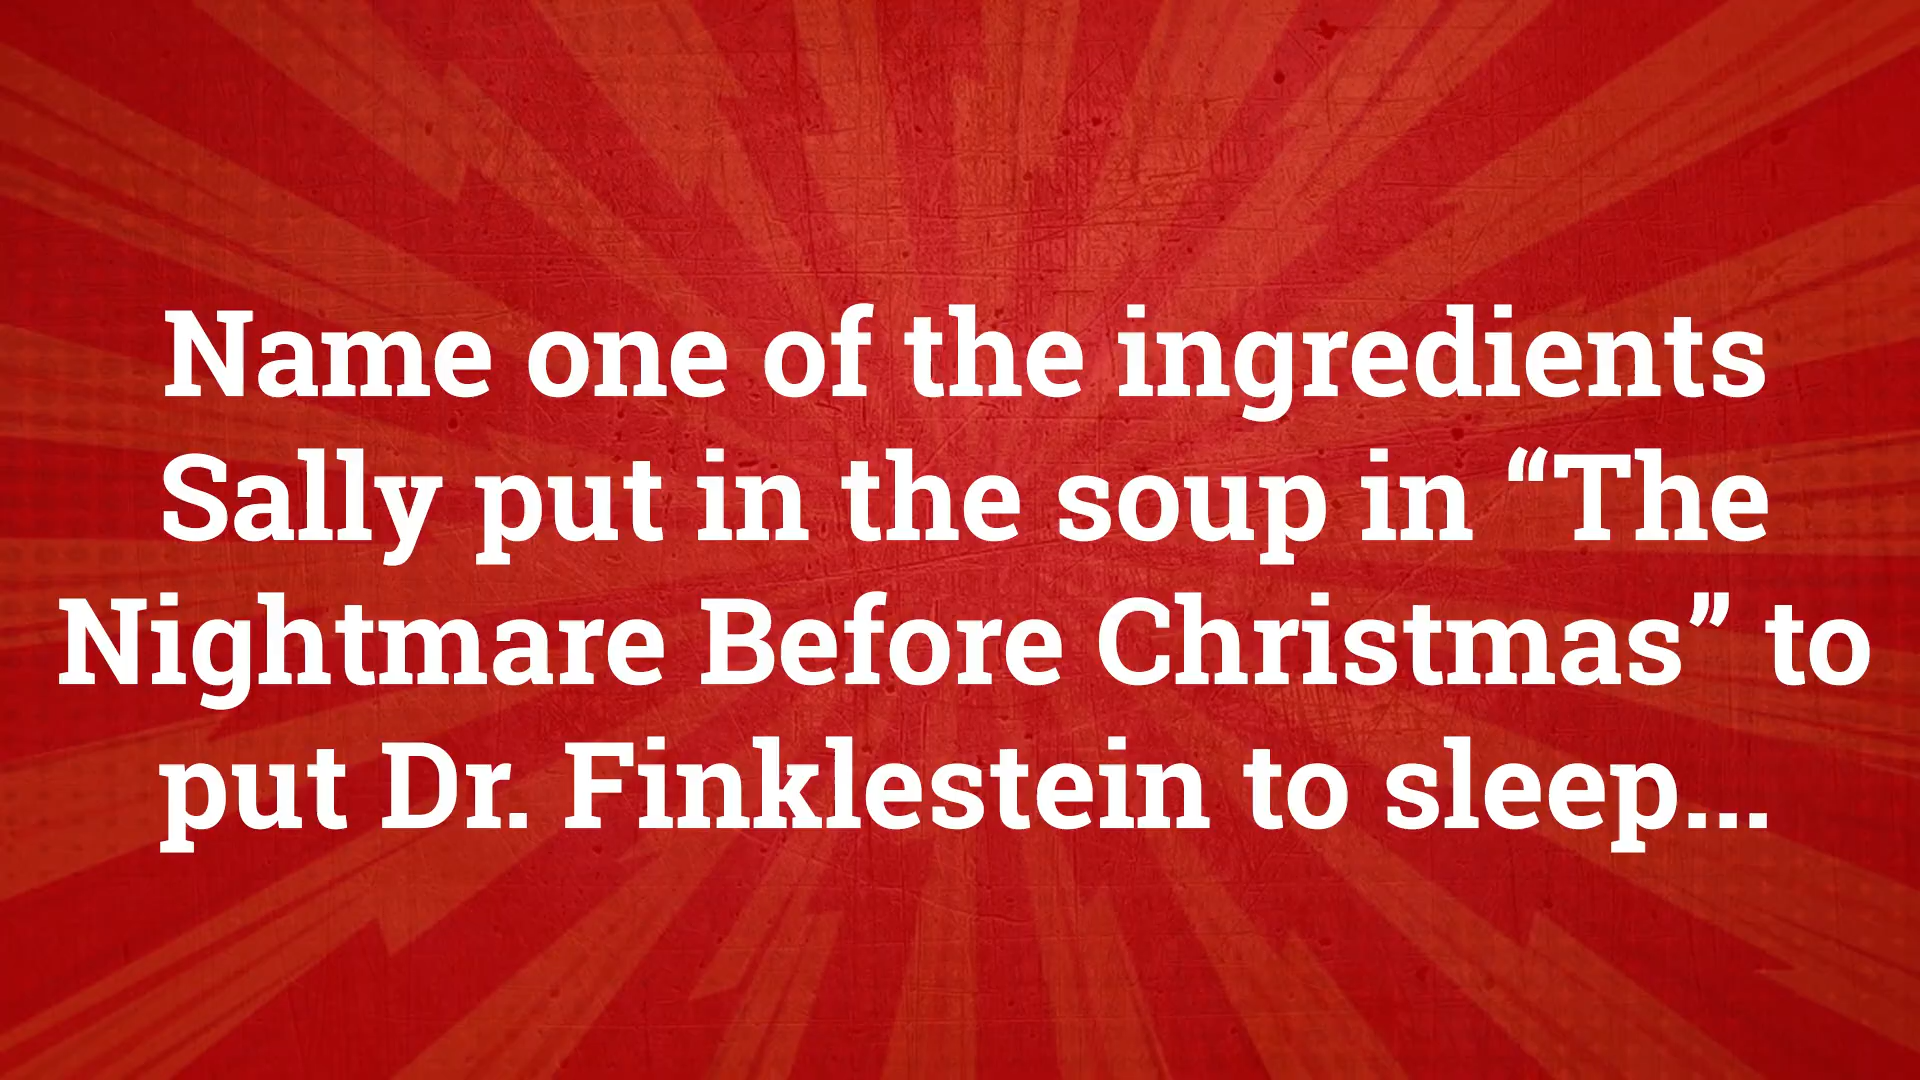 Name one of the ingredients
Sally put in the soup in “The
Nightmare Before Christmas” to
put Dr. Finklestein to sleep...